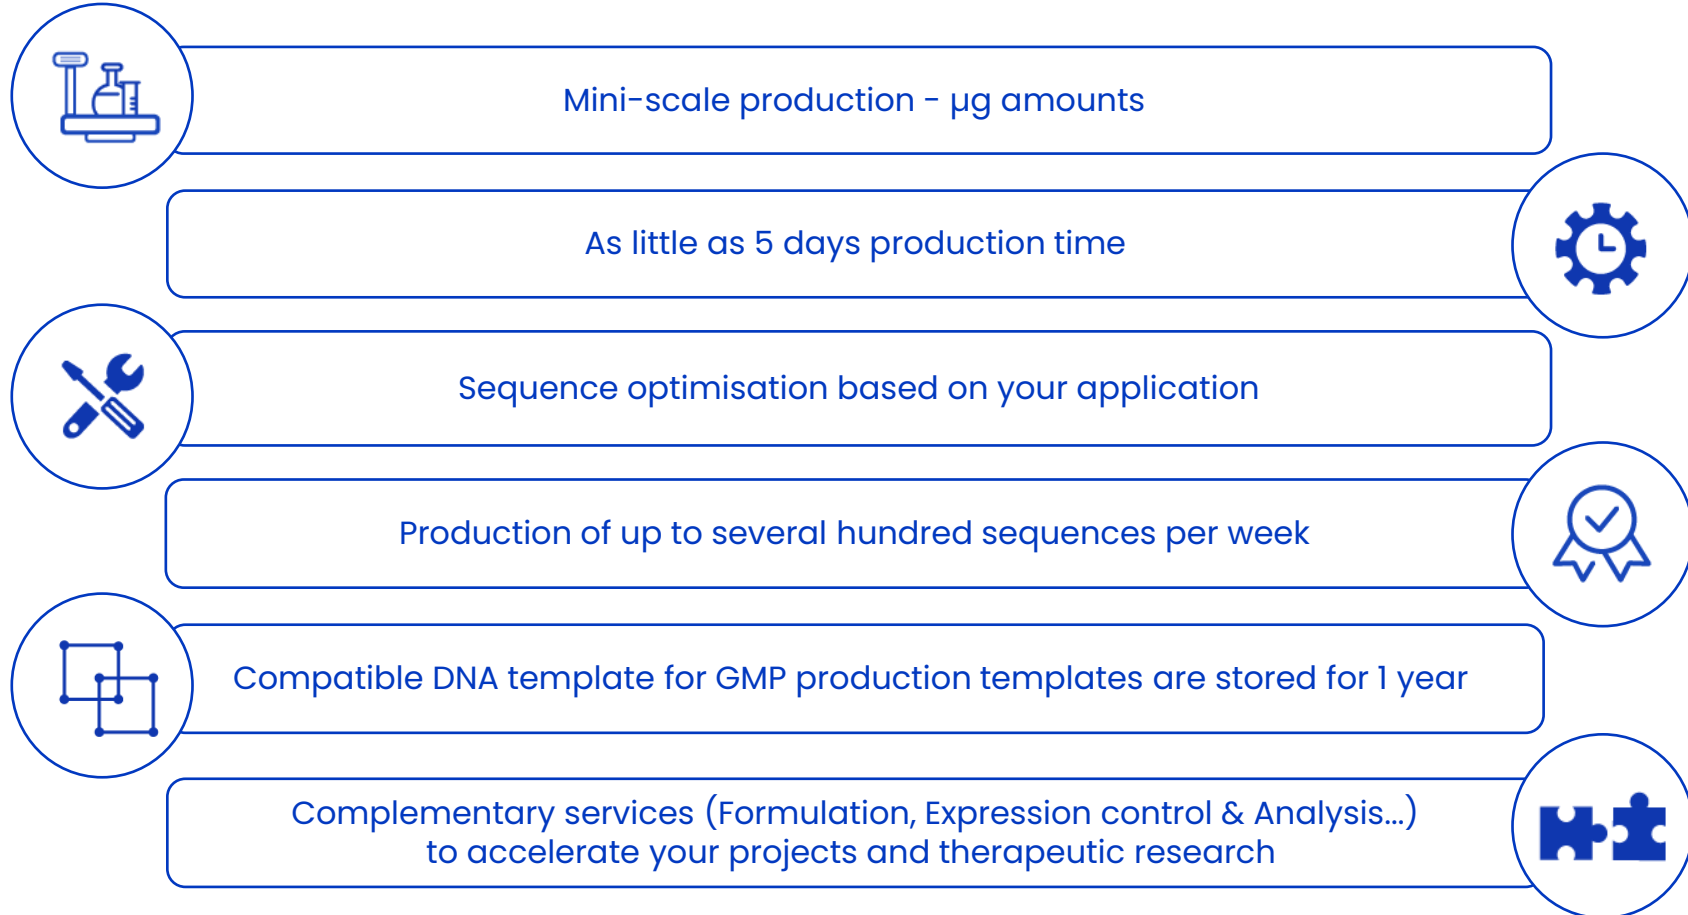 Mini-scale production - µg amounts
As little as 5 days production time
Sequence optimisation based on your application
Production of up to several hundred sequences per week
Compatible DNA template for GMP production templates are stored for 1 year
Complementary services (Formulation, Expression control & Analysis...)
to accelerate your projects and therapeutic research